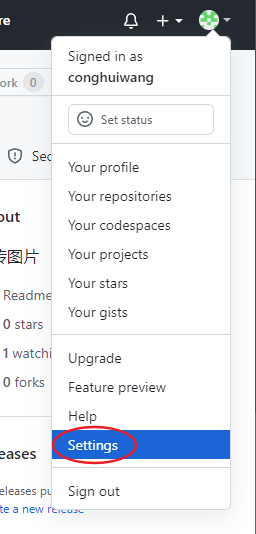 re
Signed in as
conghuiwang
ork 0
Set status
Sec
Your profile
Your repositories
Your codespaces
out
Your projects
传图片
Your stars
Readme
Your gists
0 stars
1 watchi
Upgrade
0 forks
Feature preview
Help
Settings
eases
Sign out
eleases pu
te a new release